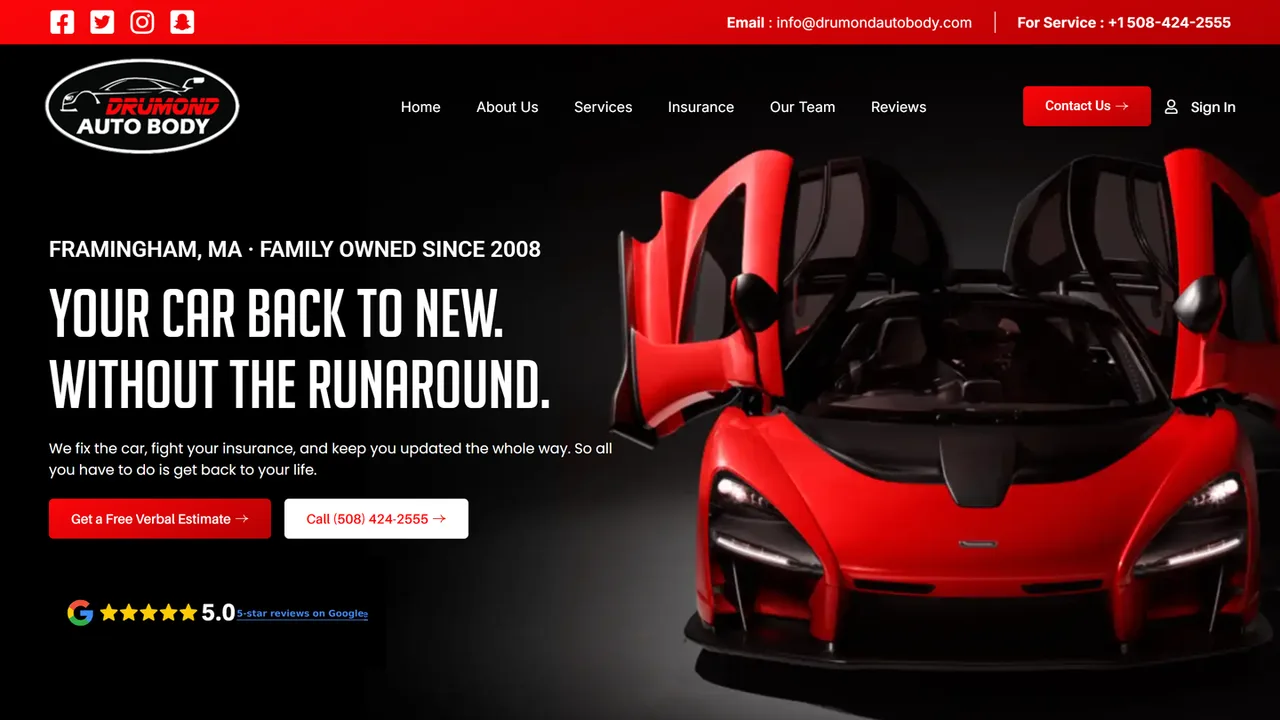 Email : info@drumondautobody.com
For Service : +1 508-424-2555
DRUMOND
AUTO BODY
Home
About Us
Services
Insurance
Our Team
Reviews
Contact Us →
Sign In
FRAMINGHAM, MA · FAMILY OWNED SINCE 2008
YOUR CAR BACK TO NEW.
WITHOUT THE RUNAROUND.
We fix the car, fight your insurance, and keep you updated the whole way. So all
you have to do is get back to your life.
Get a Free Verbal Estimate →
Call (508) 424-2555 →
5.0 5-star reviews on Google